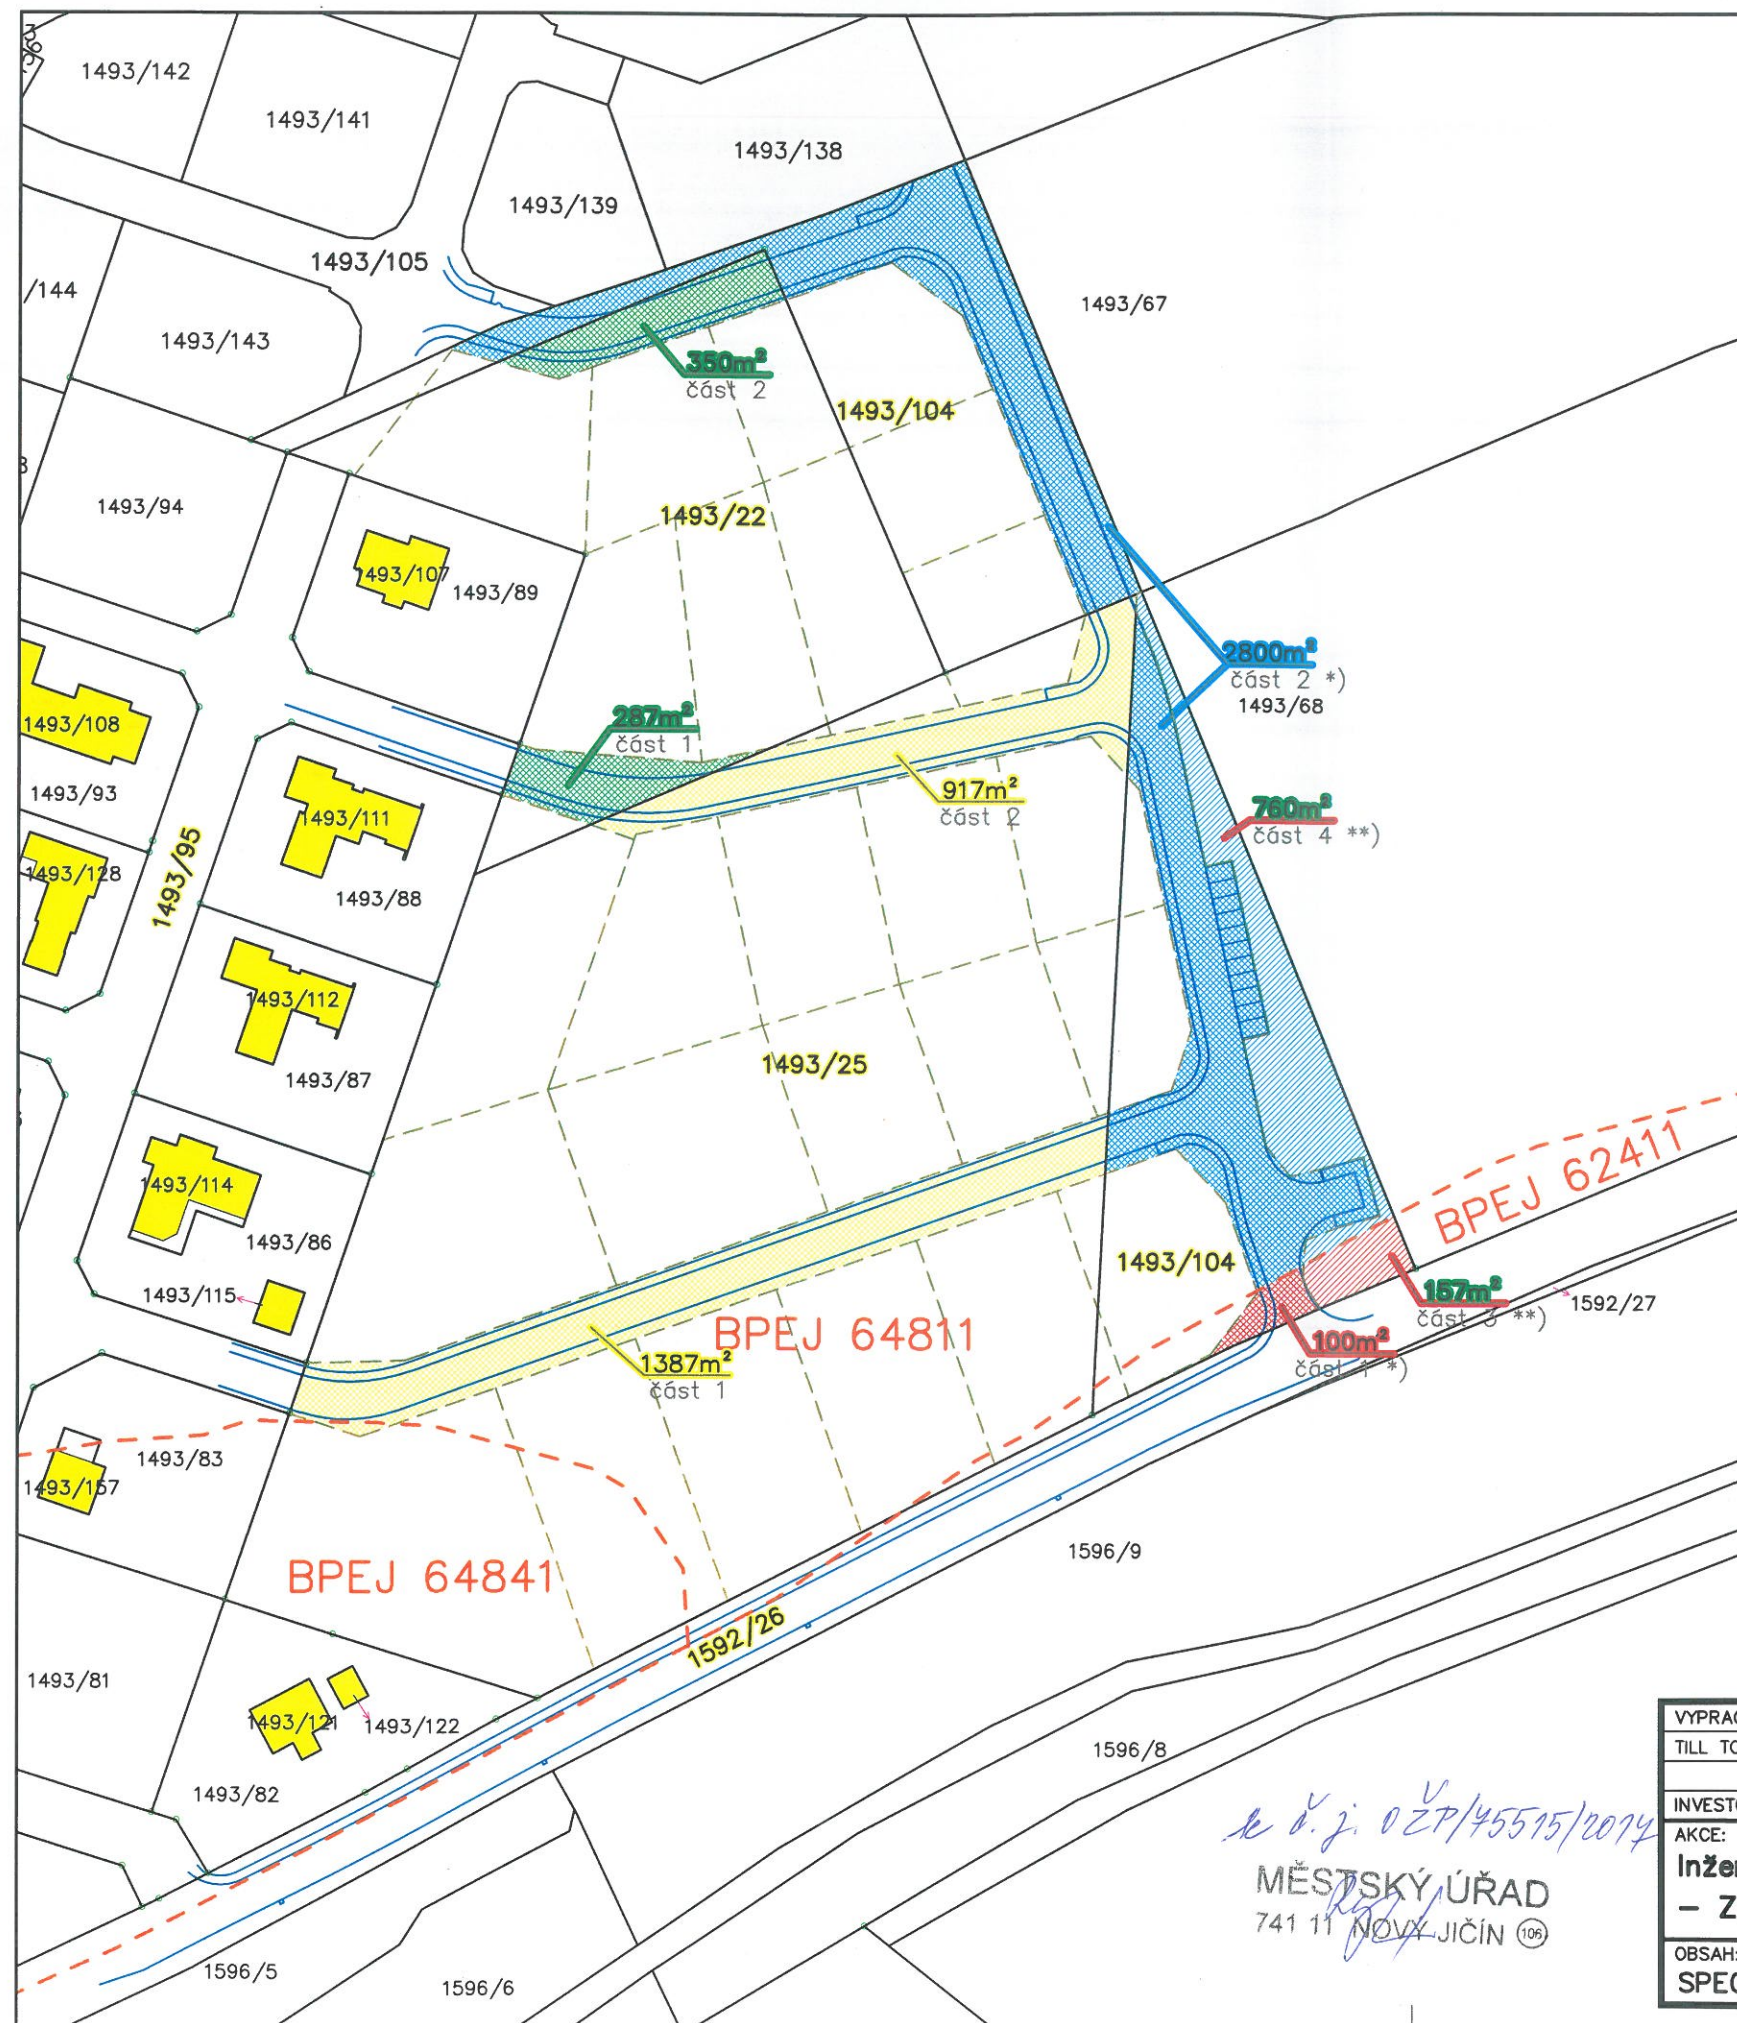 1493/142
1493/141
1493/138
1493/139
1493/105
/144
1493/143
1493/67
350m²
část 2
1493/104
1493/94
1493/22
1493/107
1493/89
2800m²
část 2 *)
1493/68
287m²
část 1
1493/108
1493/93
917m²
část 2
1493/111
760m²
část 4 **)
1493/128
1493/95
1493/88
1493/112
1493/25
1493/87
BPEJ 62411
1493/114
1493/86
1493/104
1493/115
157m²
část 3 **)
1592/27
BPEJ 64811
100m²
část 1 *)
1387m²
část 1
1493/83
1493/157
1596/9
BPEJ 64841
1592/26
1493/81
1493/121
1493/122
1596/8
1493/82
1596/5
1596/6
k č. j. OŽP/45515/2017
MĚSTSKÝ ÚŘAD
741 11 NOVÝ JIČÍN 106
VYPRAC
TILL TO
INVESTO
AKCE:
Inžer
– Z
OBSAH:
SPEC